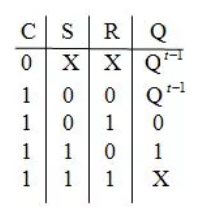 C S R Q
0 X X Q^{t-1}
1 0 0 Q^{t-1}
1 0 1 0
1 1 0 1
1 1 1 X